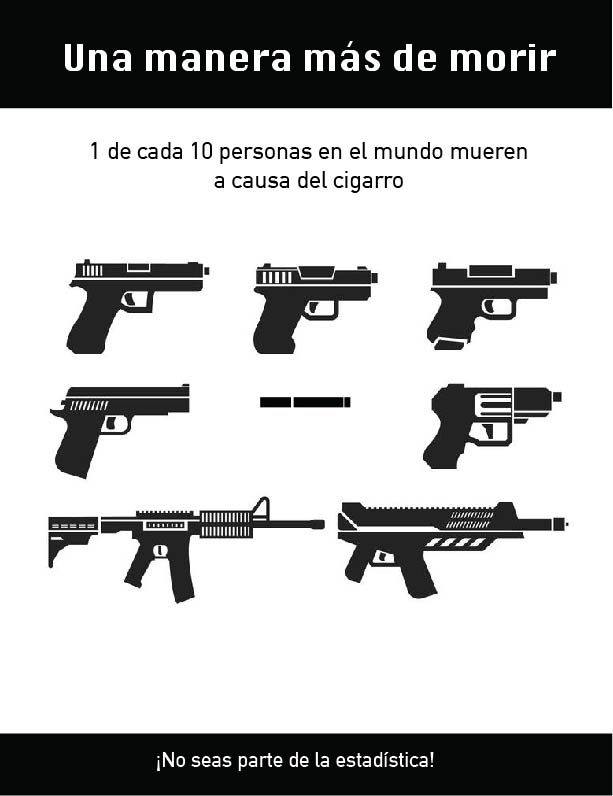 Una manera más de morir
1 de cada 10 personas en el mundo mueren
a causa del cigarro
¡No seas parte de la estadística!